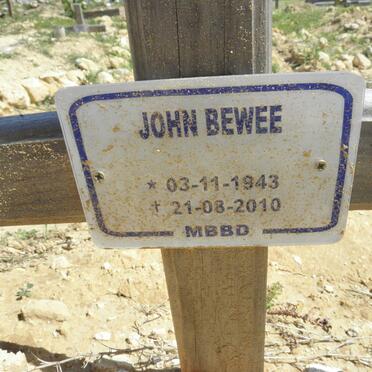 JOHN BEWEE
* 03-11-1943
† 21-08-2010
MBBD